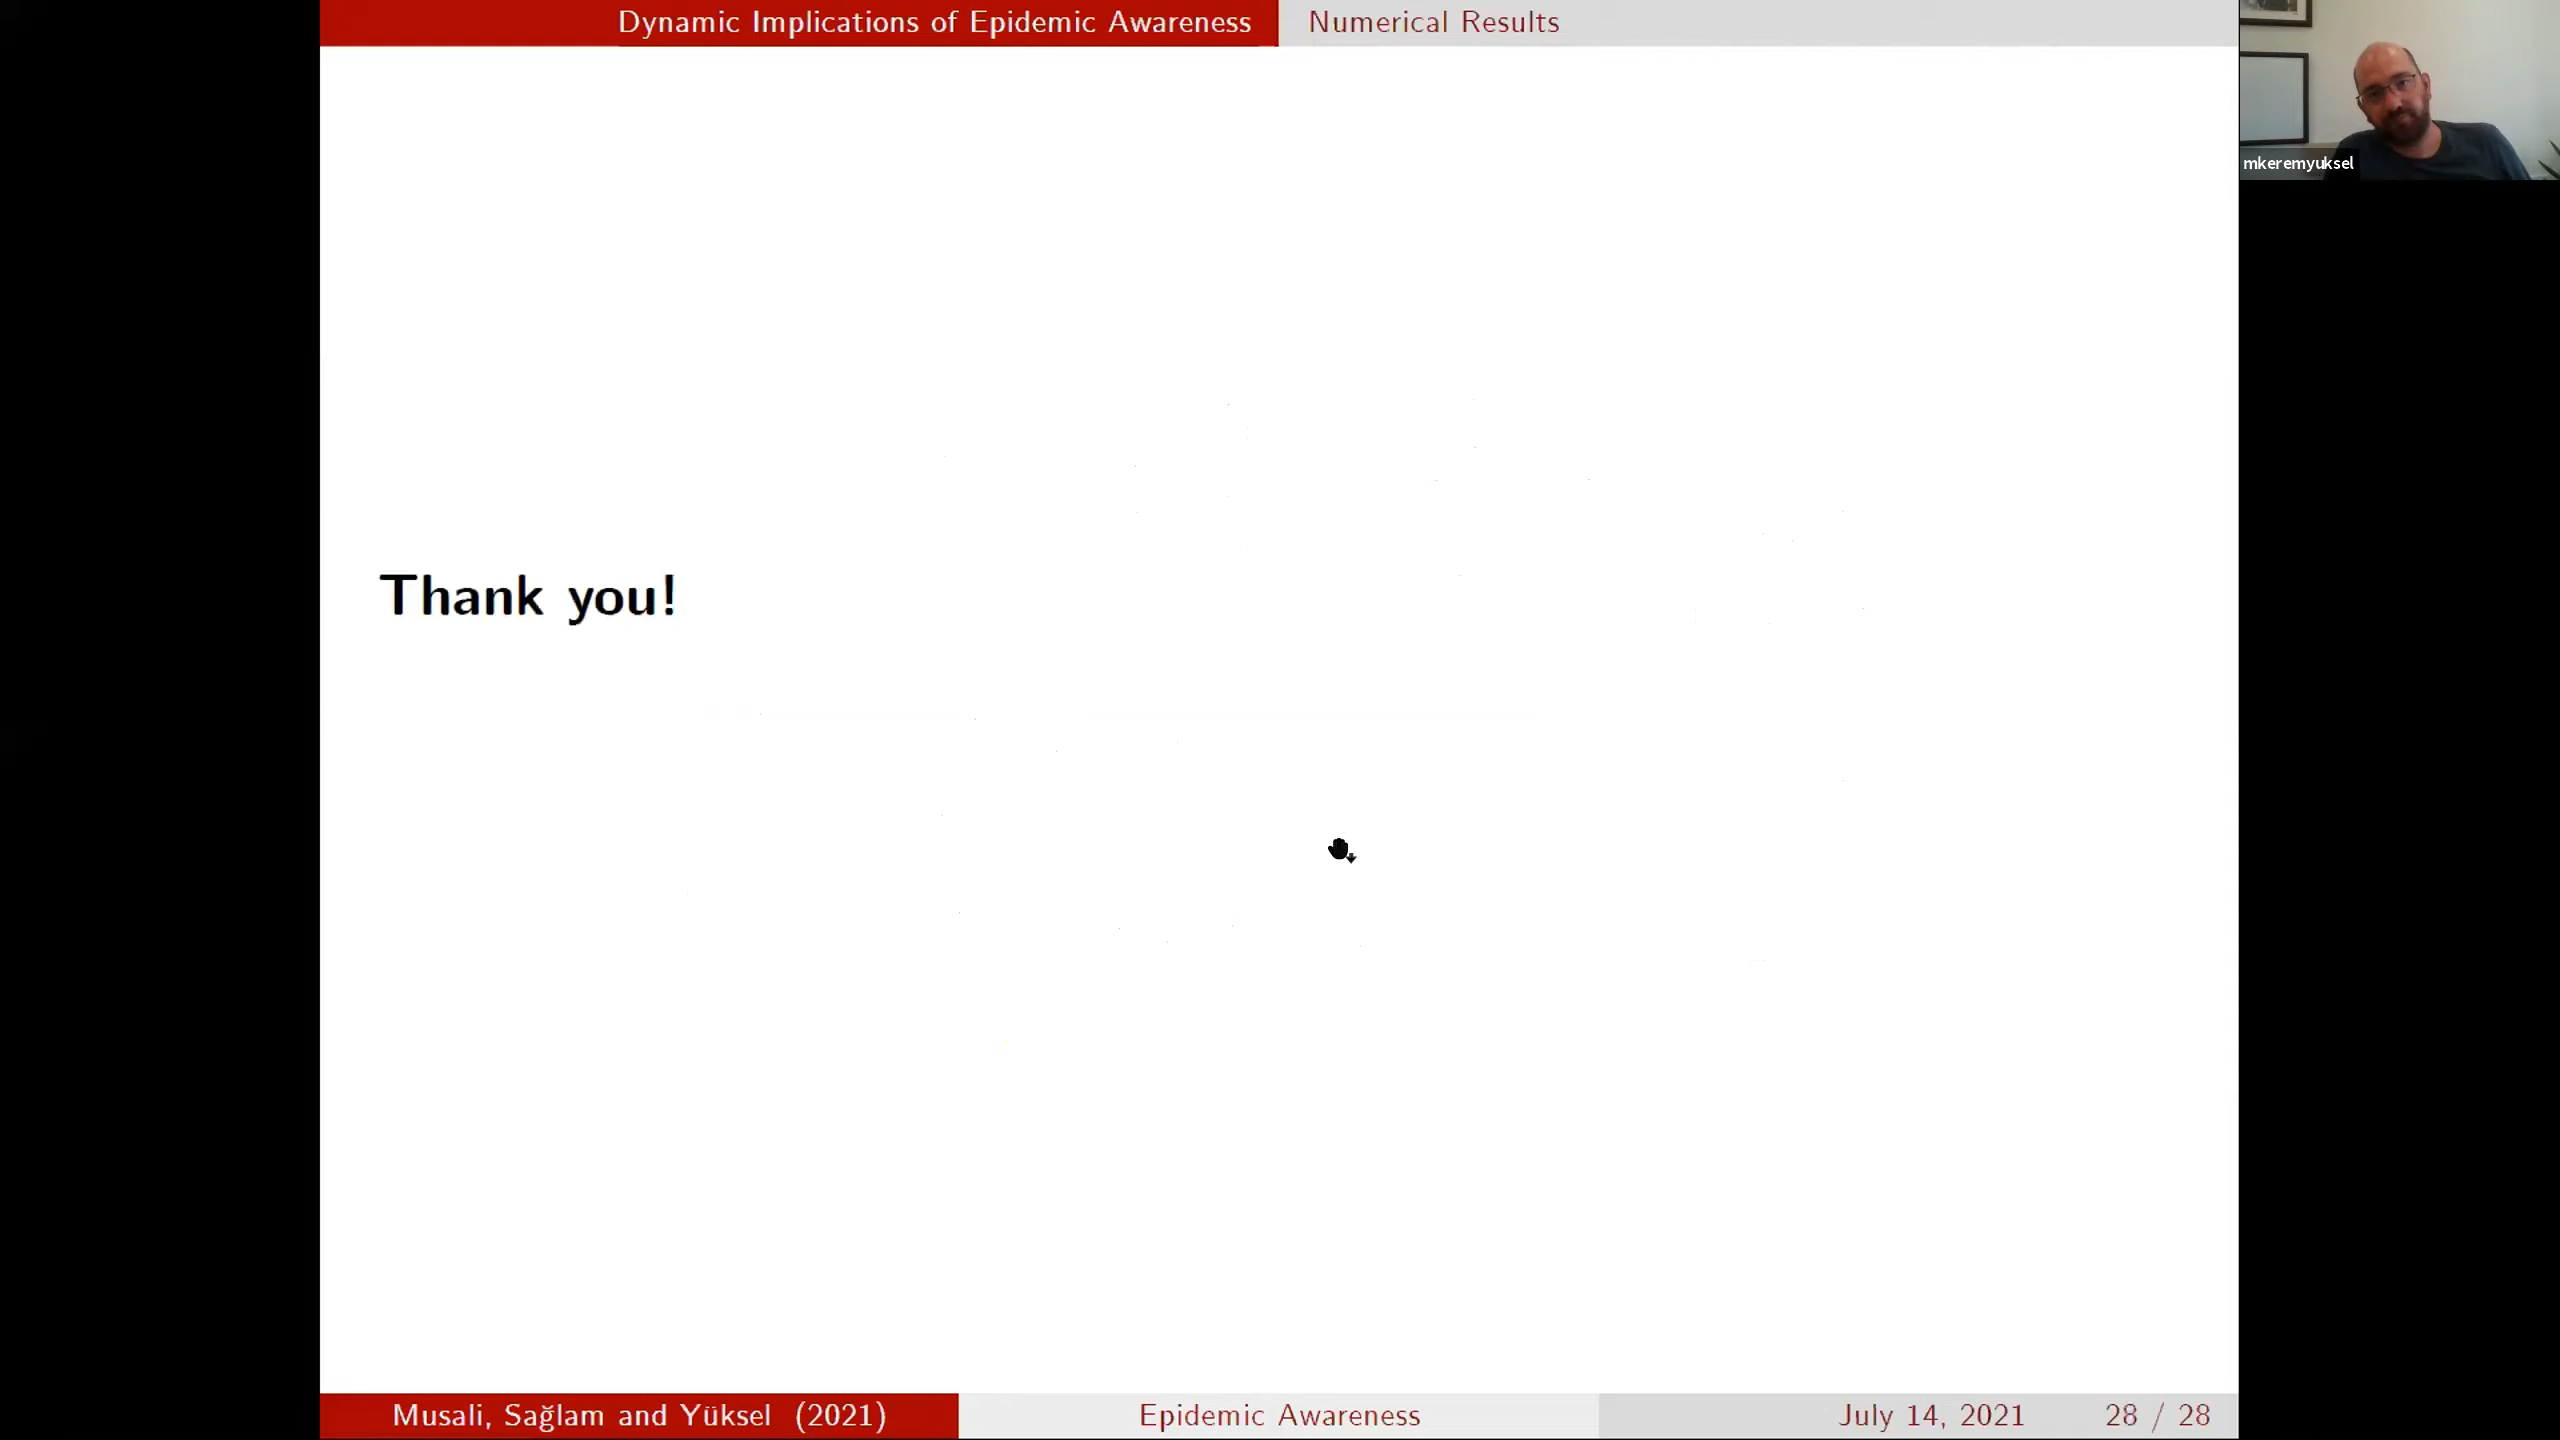 Dynamic Implications of Epidemic Awareness Numerical Results
mkeremyuksel
Thank you!
Musali, Sağlam and Yüksel (2021) Epidemic Awareness July 14, 2021 28 / 28